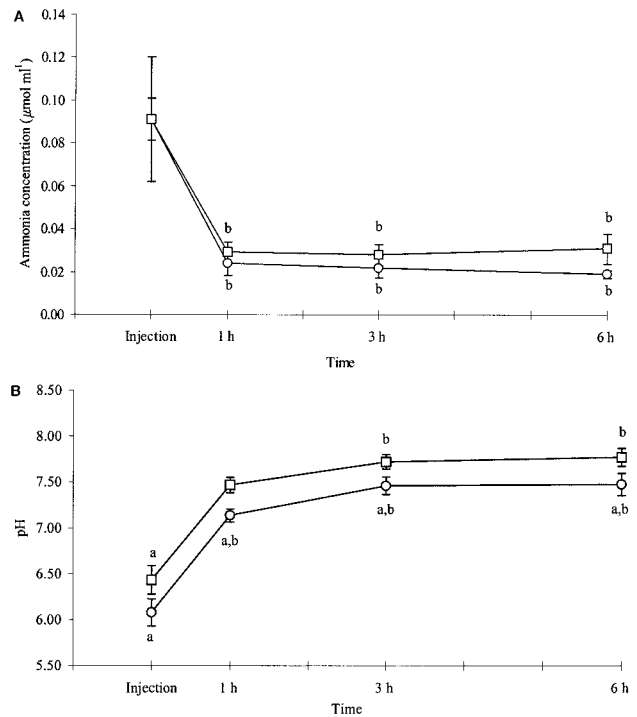 A
Ammonia concentration (μmol ml¹)
0.14
0.12
0.10
0.08
0.06
0.04
0.02
0.00
b b b
b b b
Injection 1 h 3 h 6 h
Time
B
pH
8.50
8.00
7.50
7.00
6.50
6.00
5.50
b b
a,b a,b a,b
a
a
Injection 1 h 3 h 6 h
Time